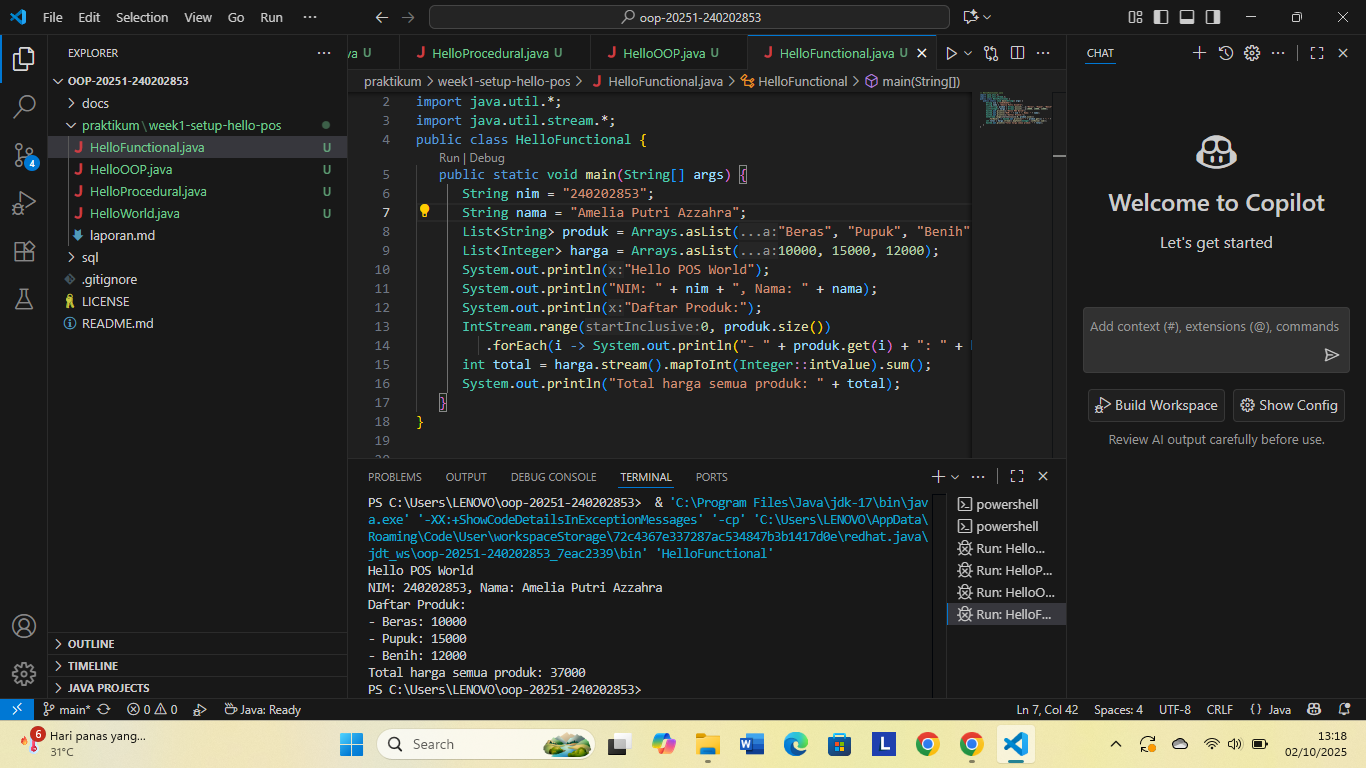 File Edit Selection View Go Run ···
oop-20251-240202853
EXPLORER ···
OOP-20251-240202853
docs
praktikum\week1-setup-hello-pos
HelloFunctional.java U
HelloOOP.java U
HelloProcedural.java U
HelloWorld.java U
laporan.md
sql
.gitignore
LICENSE
README.md
OUTLINE
TIMELINE
JAVA PROJECTS
4
va U HelloProcedural.java U HelloOOP.java U HelloFunctional.java U
praktikum > week1-setup-hello-pos > HelloFunctional.java > HelloFunctional > main(String[])
2 import java.util.*;
3 import java.util.stream.*;
4 public class HelloFunctional {
Run | Debug
5 public static void main(String[] args) {
6 String nim = "240202853";
7 String nama = "Amelia Putri Azzahra";
8 List<String> produk = Arrays.asList(...a:"Beras", "Pupuk", "Benih"
9 List<Integer> harga = Arrays.asList(...a:10000, 15000, 12000);
10 System.out.println(x:"Hello POS World");
11 System.out.println("NIM: " + nim + ", Nama: " + nama);
12 System.out.println(x:"Daftar Produk:");
13 IntStream.range(startInclusive:0, produk.size())
14 .forEach(i -> System.out.println("- " + produk.get(i) + ": " +
15 int total = harga.stream().mapToInt(Integer::intValue).sum();
16 System.out.println("Total harga semua produk: " + total);
17 }
18 }
19
PROBLEMS OUTPUT DEBUG CONSOLE TERMINAL PORTS
PS C:\Users\LENOVO\oop-20251-240202853> & 'C:\Program Files\Java\jdk-17\bin\jav
a.exe' '-XX:+ShowCodeDetailsInExceptionMessages' '-cp' 'C:\Users\LENOVO\AppData\
Roaming\Code\User\workspaceStorage\72c4367e337287ac534847b3b1417d0e\redhat.java\
jdt_ws\oop-20251-240202853_7eac2339\bin' 'HelloFunctional'
Hello POS World
NIM: 240202853, Nama: Amelia Putri Azzahra
Daftar Produk:
- Beras: 10000
- Pupuk: 15000
- Benih: 12000
Total harga semua produk: 37000
PS C:\Users\LENOVO\oop-20251-240202853>
powershell
powershell
Run: Hello...
Run: HelloP...
Run: HelloO...
Run: HelloF...
CHAT
Welcome to Copilot
Let's get started
Add context (#), extensions (@), commands
Build Workspace
Show Config
Review AI output carefully before use.
main* 0 0 Java: Ready
Ln 7, Col 42 Spaces: 4 UTF-8 CRLF {} Java
6
Hari panas yang...
31°C
Search
13:18
02/10/2025